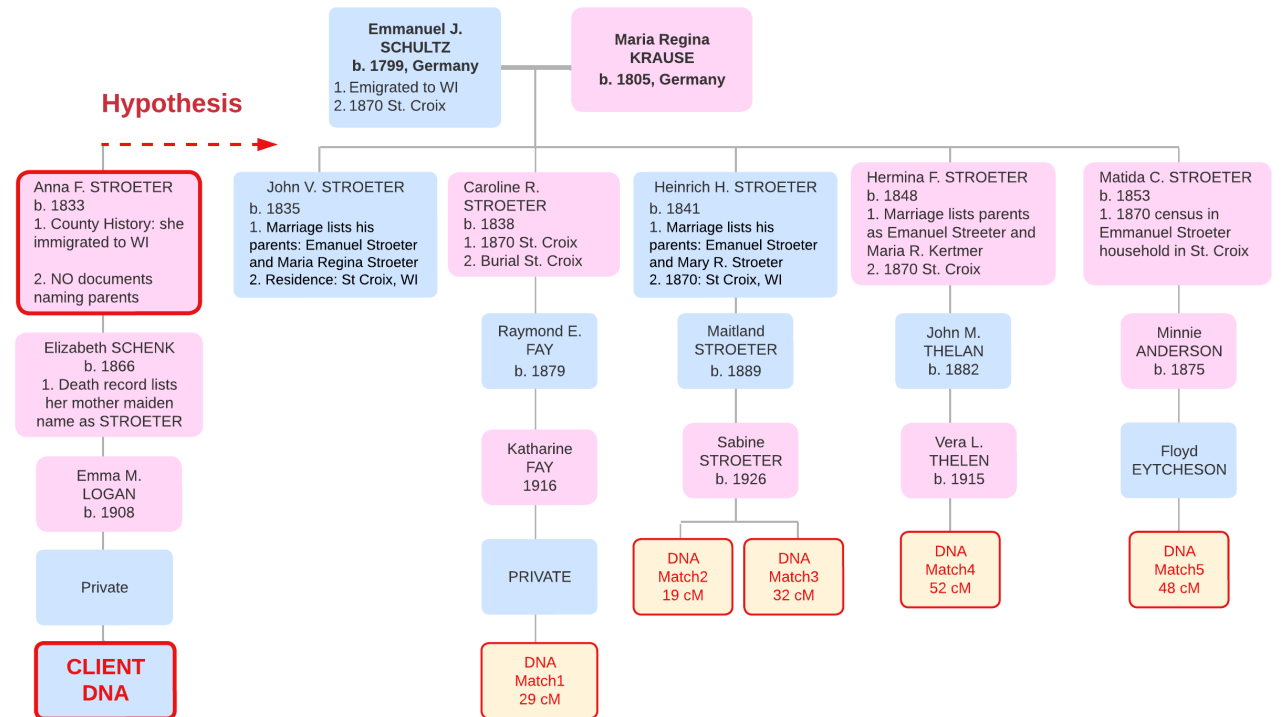 Emmanuel J.
SCHULTZ
b. 1799, Germany
1. Emigrated to WI
2. 1870 St. Croix
Maria Regina
KRAUSE
b. 1805, Germany
Hypothesis
Anna F. STROETER
b. 1833
1. County History: she
immigrated to WI
2. NO documents
naming parents
John V. STROETER
b. 1835
1. Marriage lists his
parents: Emanuel Stroeter
and Maria Regina Stroeter
2. Residence: St Croix, WI
Caroline R.
STROETER
b. 1838
1. 1870 St. Croix
2. Burial St. Croix
Heinrich H. STROETER
b. 1841
1. Marriage lists his
parents: Emanuel Stroeter
and Mary R. Stroeter
2. 1870: St Croix, WI
Hermina F. STROETER
b. 1848
1. Marriage lists parents
as Emanuel Streeter and
Maria R. Kertmer
2. 1870 St. Croix
Matida C. STROETER
b. 1853
1. 1870 census in
Emmanuel Streeter
household in St. Croix
Elizabeth SCHENK
b. 1866
1. Death record lists
her mother maiden
name as STROETER
Raymond E.
FAY
b. 1879
Maitland
STROETER
b. 1889
John M.
THELAN
b. 1882
Minnie
ANDERSON
b. 1875
Emma M.
LOGAN
b. 1908
Katharine
FAY
1916
Sabine
STROETER
b. 1926
Vera L.
THELEN
b. 1915
Floyd
EYTCHESON
Private
PRIVATE
DNA
Match2
19 cM
DNA
Match3
32 cM
DNA
Match4
52 cM
DNA
Match5
48 cM
CLIENT
DNA
DNA
Match1
29 cM